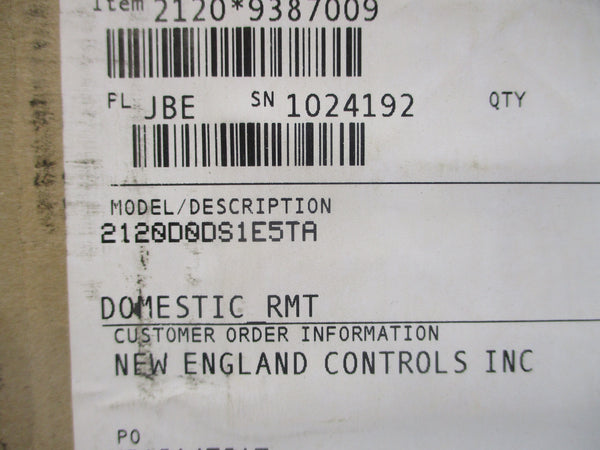 Item 2120*9387009
FL JBE SN 1024192 QTY
MODEL/DESCRIPTION
2120D0DS1E5TA
DOMESTIC RMT
CUSTOMER ORDER INFORMATION
NEW ENGLAND CONTROLS INC
PO